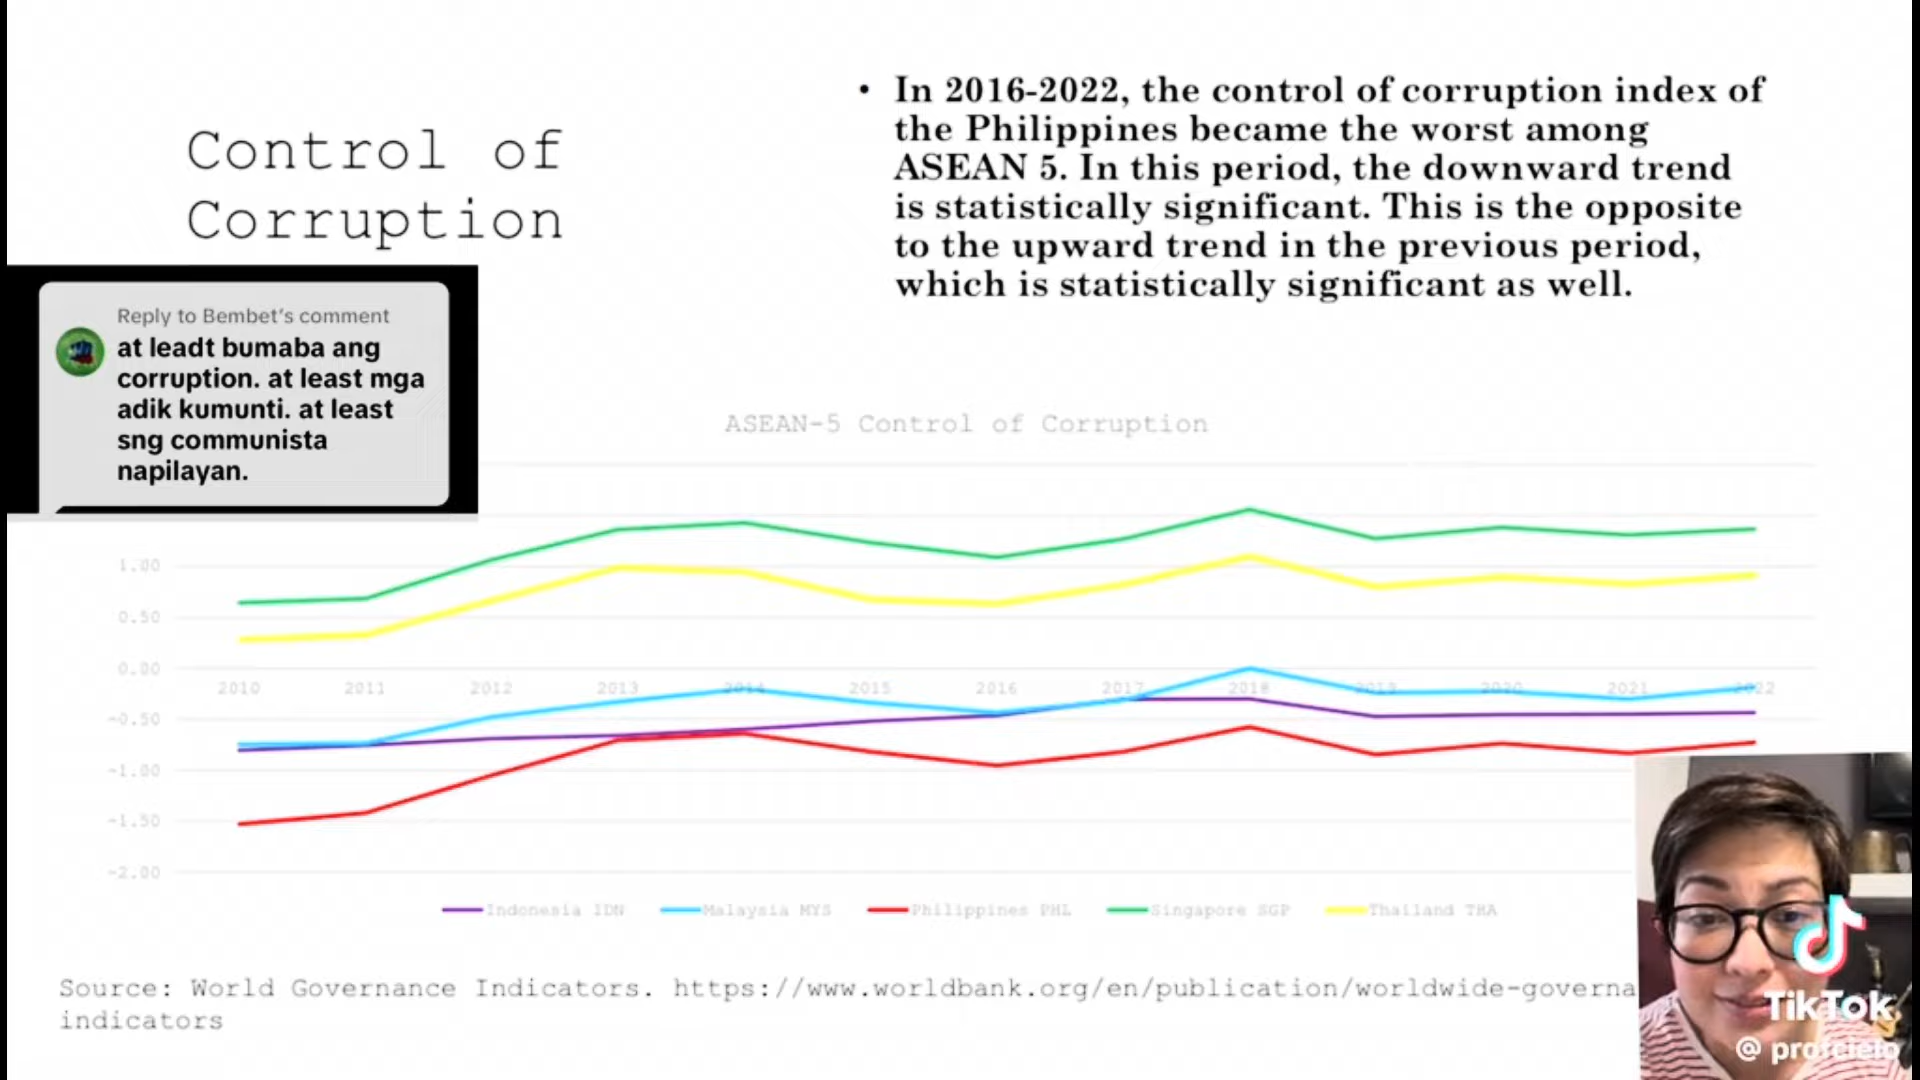 Control of
Corruption
• In 2016-2022, the control of corruption index of
the Philippines became the worst among
ASEAN 5. In this period, the downward trend
is statistically significant. This is the opposite
to the upward trend in the previous period,
which is statistically significant as well.
Reply to Bembet's comment
at leadt bumaba ang
corruption. at least mga
adik kumunti. at least
sng communista
napilayan.
ASEAN-5 Control of Corruption
1.00
0.50
0.00
2010 2011 2012 2013 2014 2015 2016 2017 2018 2019 2020 2021 2022
-0.50
-1.00
-1.50
-2.00
Indonesia IDN Malaysia MYS Philippines PHL Singapore SGP Thailand THA
Source: World Governance Indicators. https://www.worldbank.org/en/publication/worldwide-governa
indicators
TikTok
@ profcielo